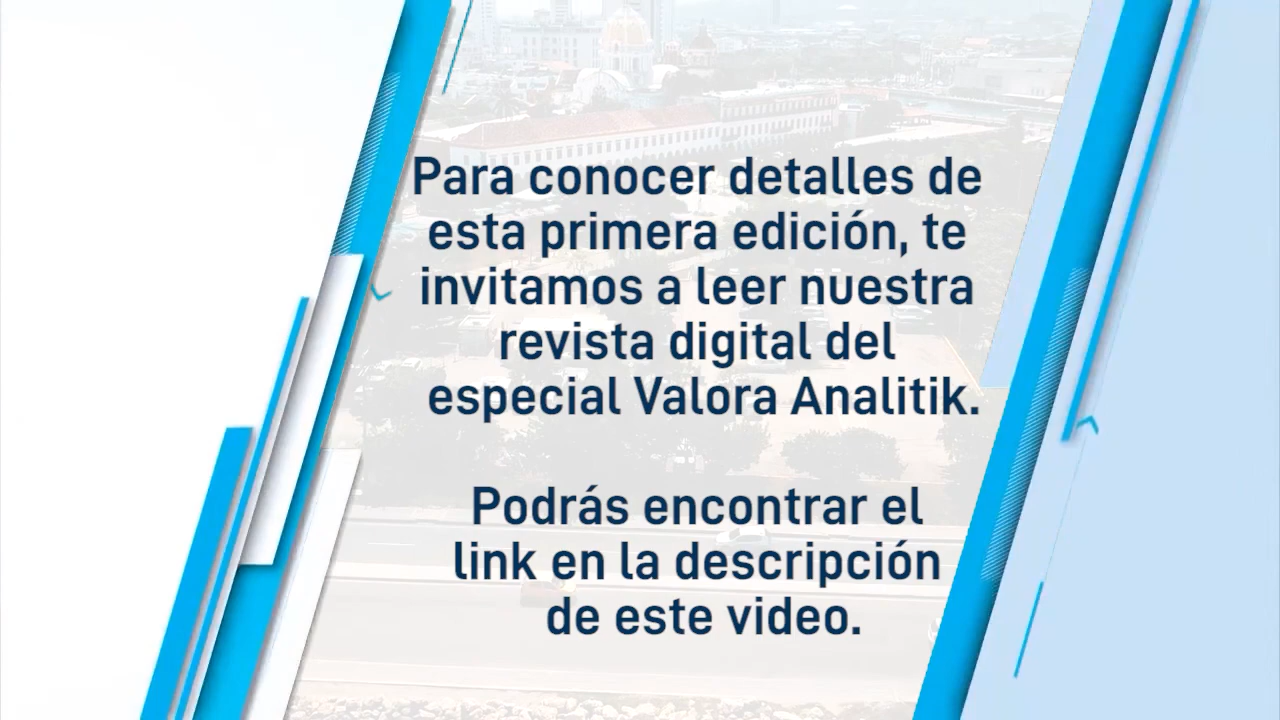 Para conocer detalles de
esta primera edición, te
invitamos a leer nuestra
revista digital del
especial Valora Analitik.
Podrás encontrar el
link en la descripción
de este video.